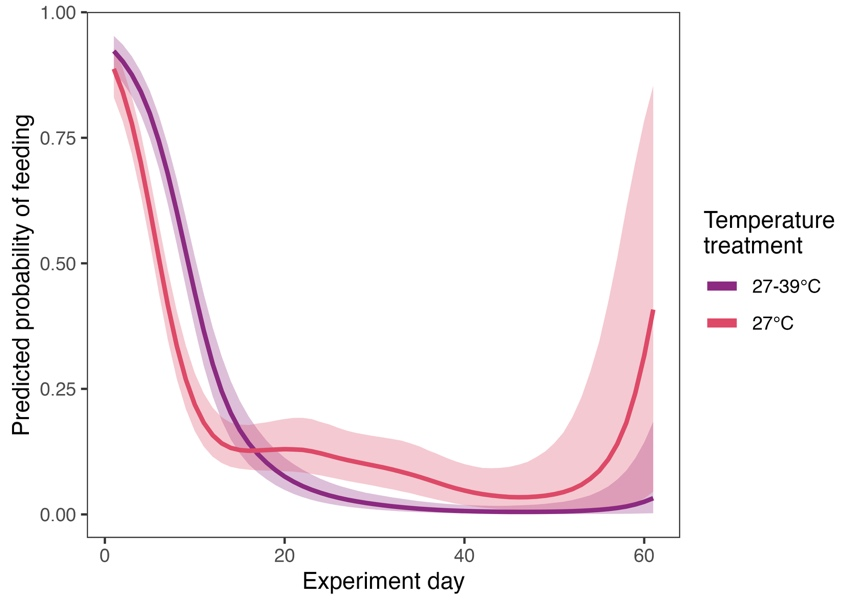 1.00
0.75
0.50
0.25
0.00
Predicted probability of feeding
0
20
40
60
Experiment day
Temperature
treatment
27-39°C
27°C